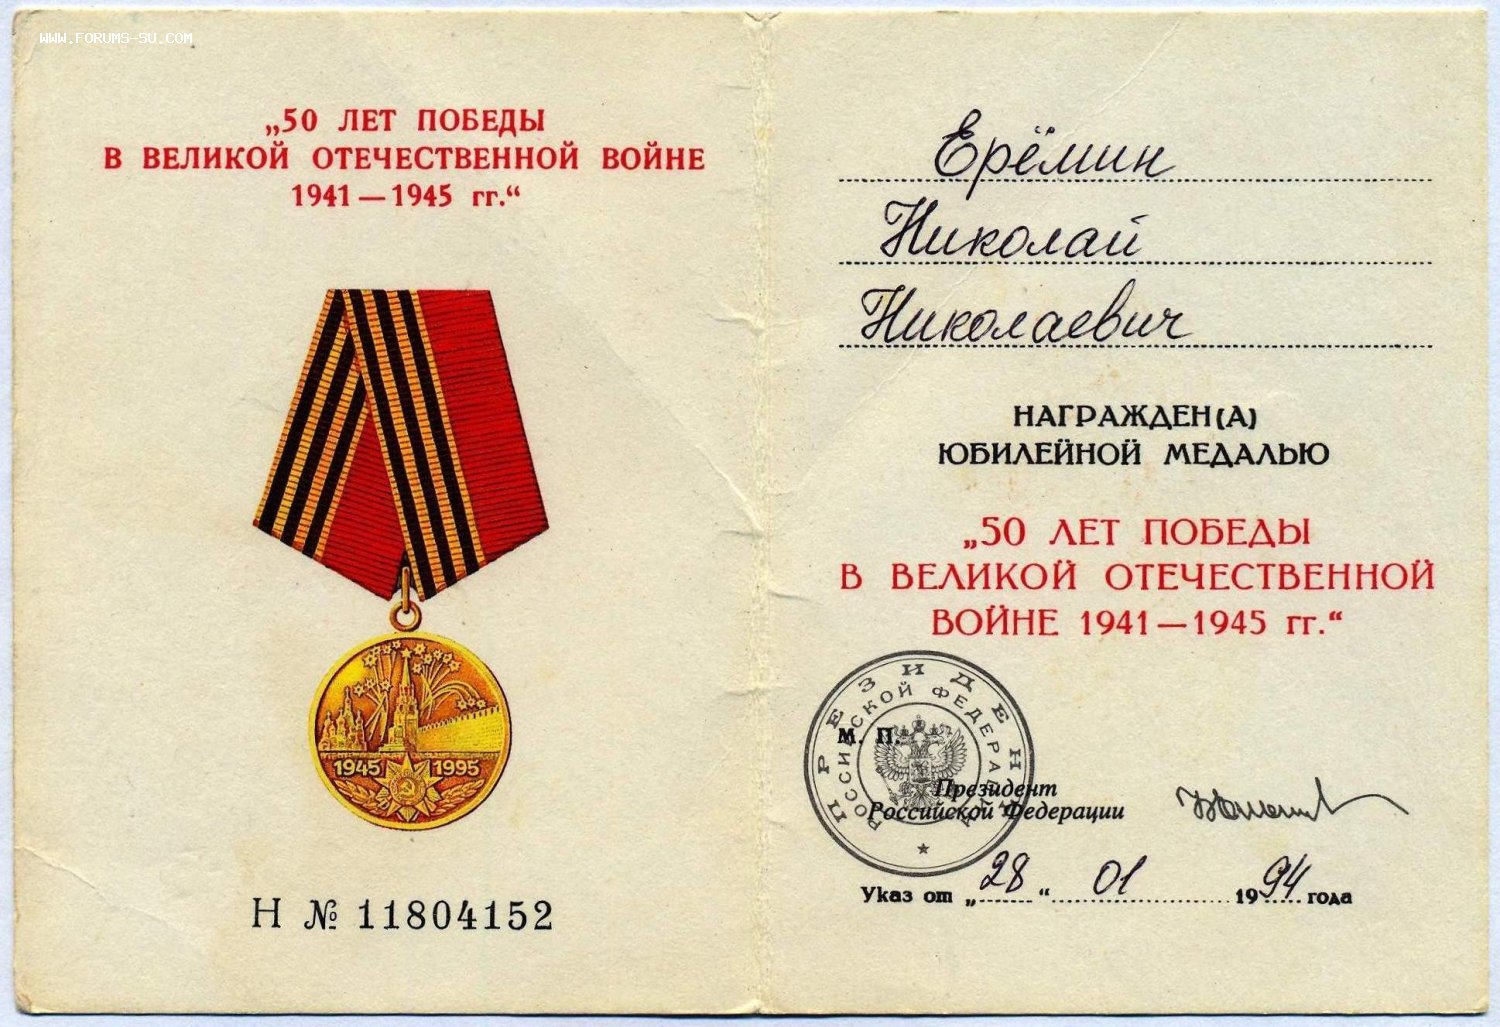 WWW.FORUMS-SU.COM
„50 ЛЕТ ПОБЕДЫ
В ВЕЛИКОЙ ОТЕЧЕСТВЕННОЙ ВОЙНЕ
1941—1945 гг.“
1945 1995
Н № 11804152
Ерёмин
Николай
Николаевич
НАГРАЖДЕН(А)
ЮБИЛЕЙНОЙ МЕДАЛЬЮ
„50 ЛЕТ ПОБЕДЫ
В ВЕЛИКОЙ ОТЕЧЕСТВЕННОЙ
ВОЙНЕ 1941—1945 гг.“
ПРЕЗИДЕНТ
РОССИЙСКОЙ ФЕДЕРАЦИИ
М. П.
Президент
Российской Федерации
Указ от „28“ 01 1994 года